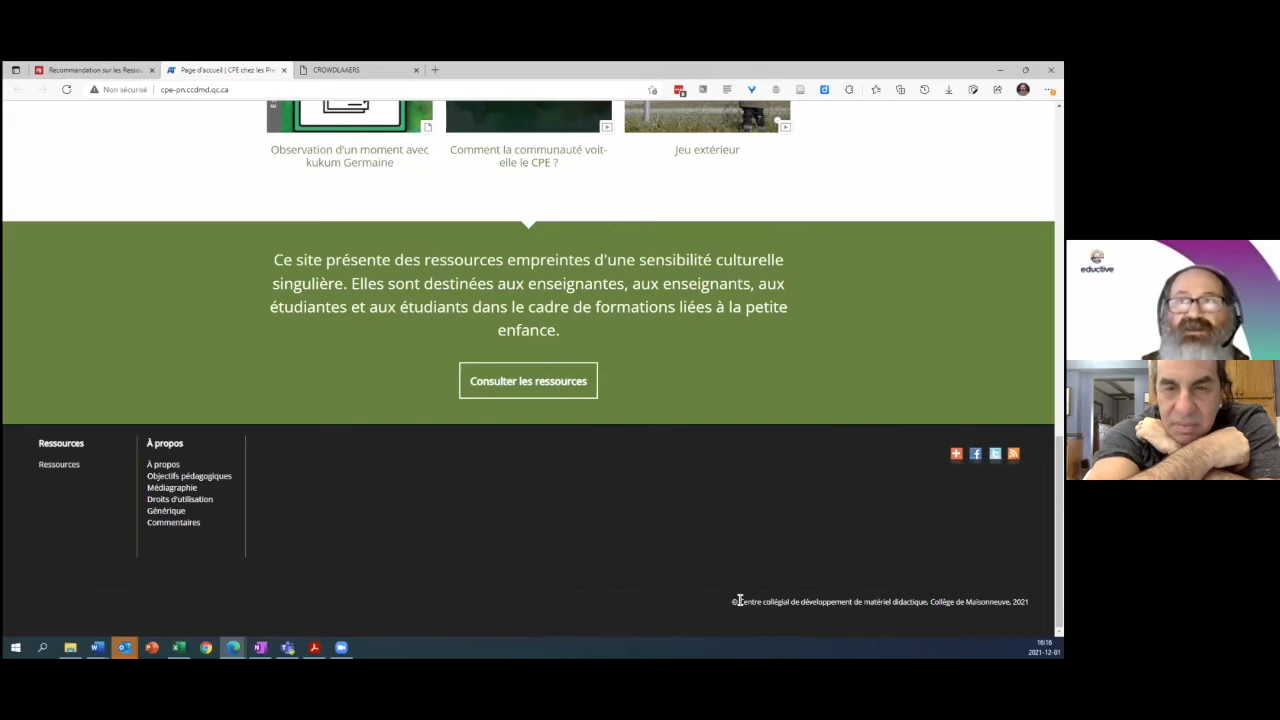 Recommandation sur les Ressou
Page d'accueil | CPE chez les Pre
CROWDLAAERS
Non sécurisé
cpe-pn.ccdmd.qc.ca
Observation d'un moment avec
kukum Germaine
Comment la communauté voit-
elle le CPE ?
Jeu extérieur
Ce site présente des ressources empreintes d'une sensibilité culturelle
singulière. Elles sont destinées aux enseignantes, aux enseignants, aux
étudiantes et aux étudiants dans le cadre de formations liées à la petite
enfance.
Consulter les ressources
Ressources
Ressources
À propos
À propos
Objectifs pédagogiques
Médiagraphie
Droits d'utilisation
Générique
Commentaires
© Centre collégial de développement de matériel didactique, Collège de Maisonneuve, 2021
16:16
2021-12-01
eductive